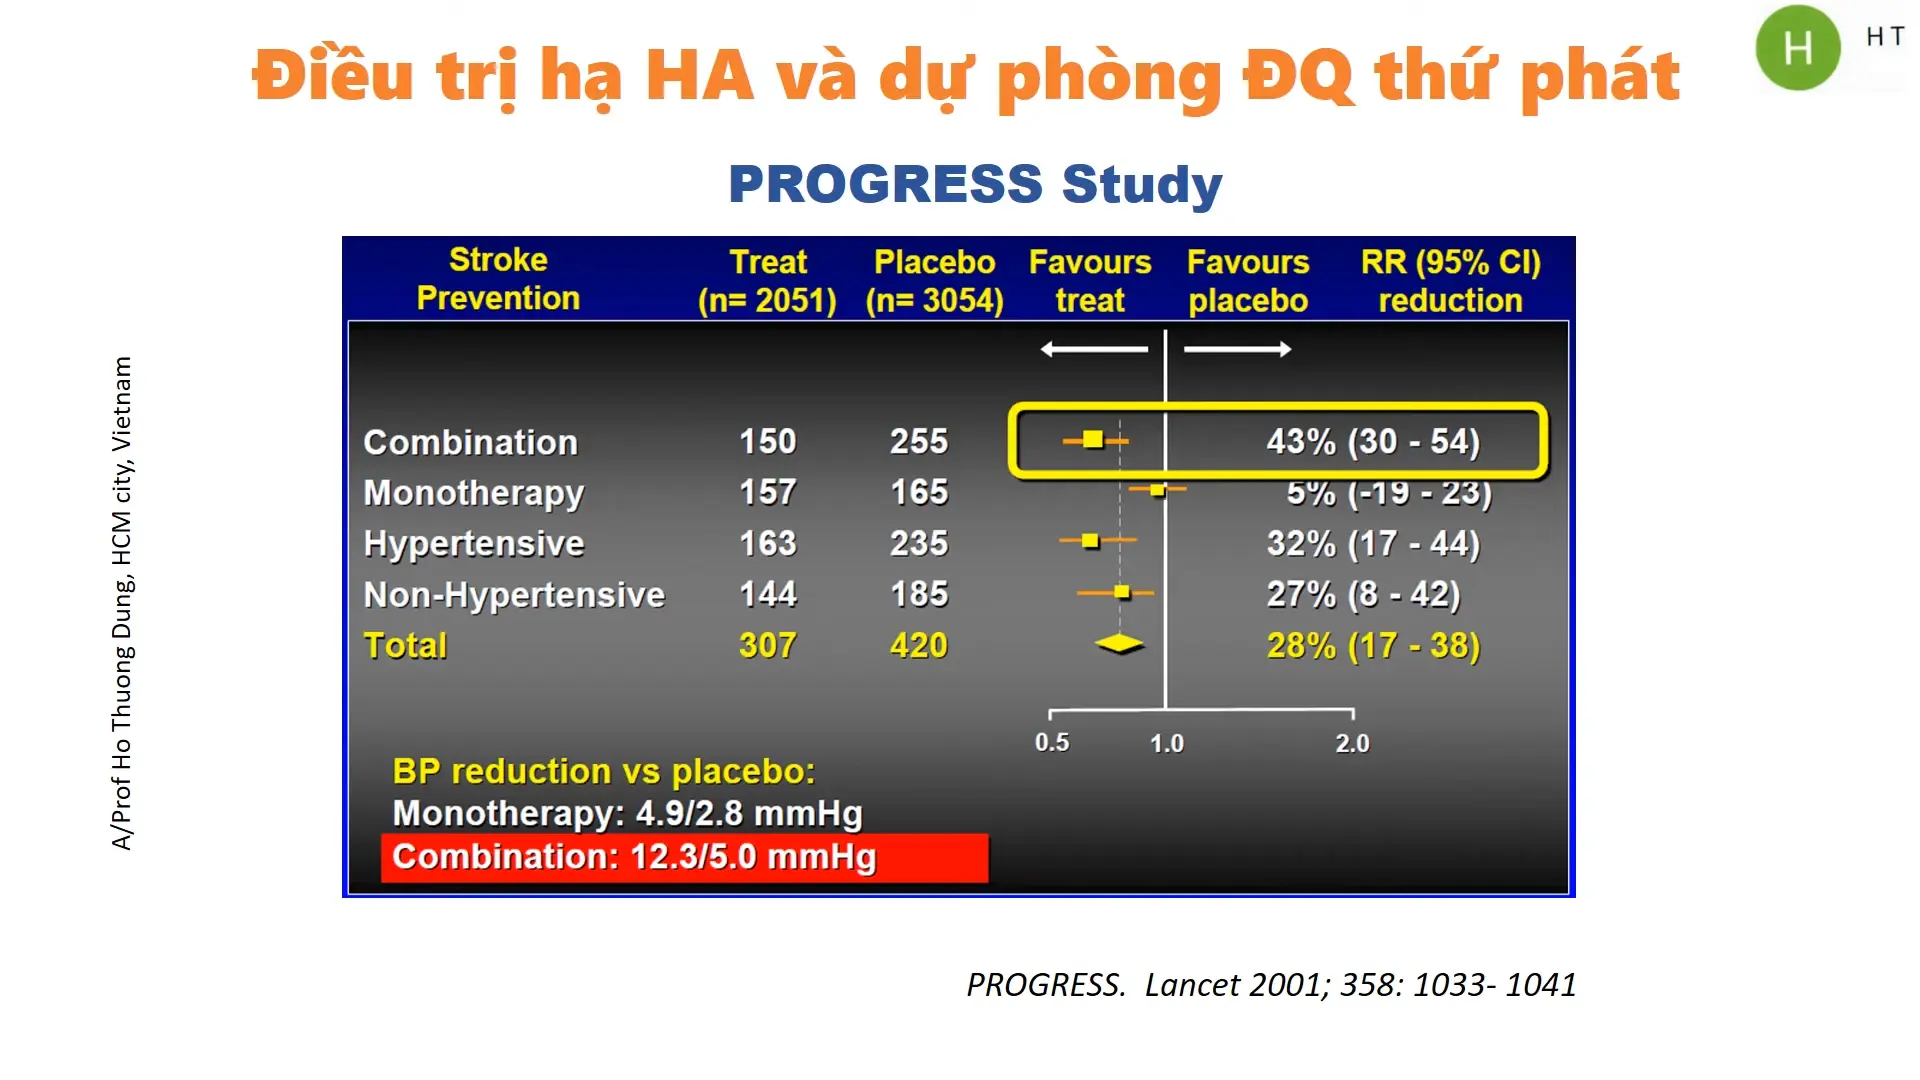 Điều trị hạ HA và dự phòng ĐQ thứ phát
H
H T
PROGRESS Study
Stroke Prevention
Treat (n= 2051)
Placebo (n= 3054)
Favours treat
Favours placebo
RR (95% CI) reduction
Combination 150 255 43% (30 - 54)
Monotherapy 157 165 5% (-19 - 23)
Hypertensive 163 235 32% (17 - 44)
Non-Hypertensive 144 185 27% (8 - 42)
Total 307 420 28% (17 - 38)
0.5 1.0 2.0
BP reduction vs placebo:
Monotherapy: 4.9/2.8 mmHg
Combination: 12.3/5.0 mmHg
A/Prof Ho Thuong Dung, HCM city, Vietnam
PROGRESS. Lancet 2001; 358: 1033- 1041